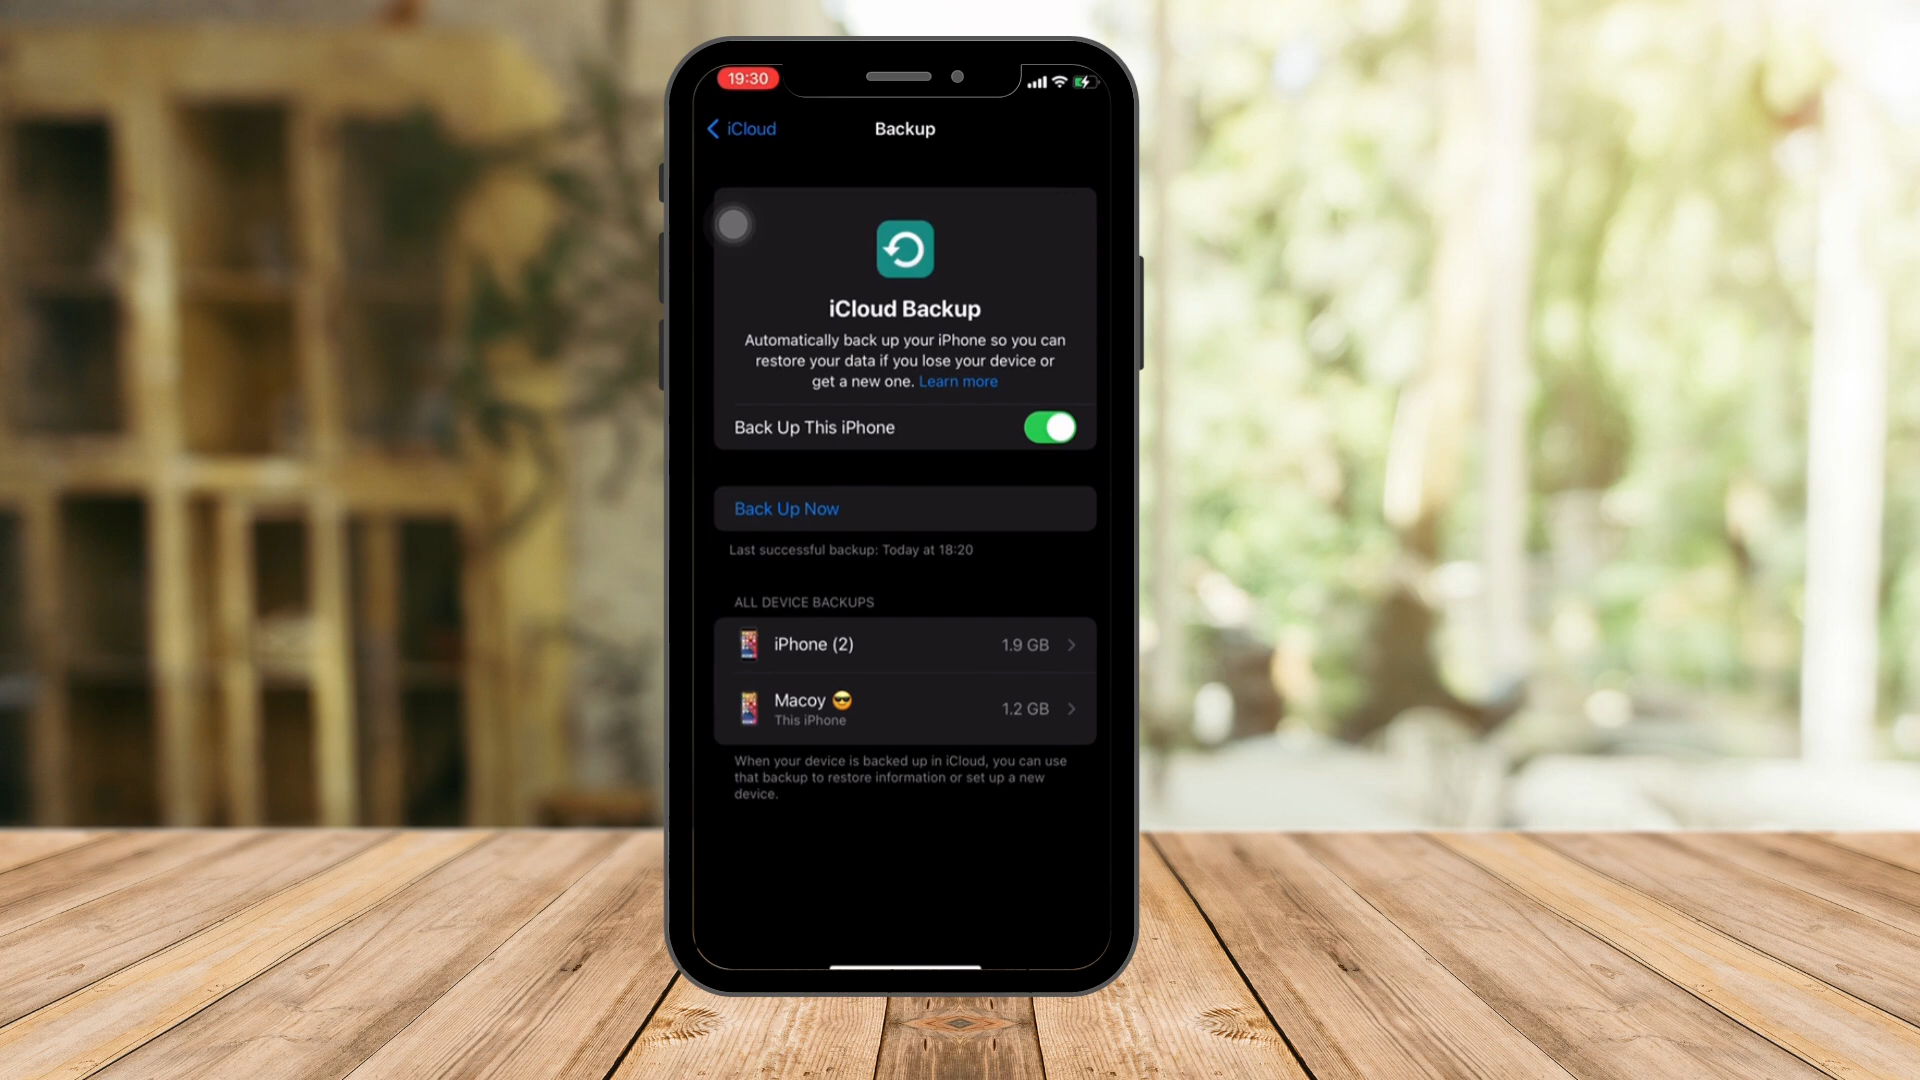 19:30
iCloud
Backup
iCloud Backup
Automatically back up your iPhone so you can
restore your data if you lose your device or
get a new one. Learn more
Back Up This iPhone
Back Up Now
Last successful backup: Today at 18:20
ALL DEVICE BACKUPS
iPhone (2)
1.9 GB
Macoy 😎
This iPhone
1.2 GB
When your device is backed up in iCloud, you can use
that backup to restore information or set up a new
device.